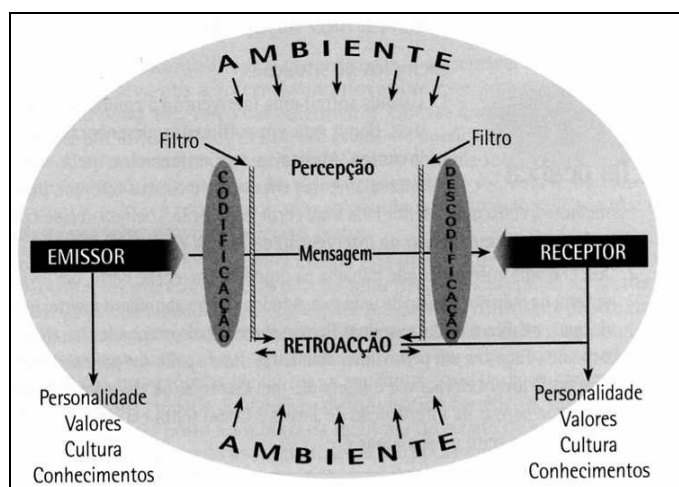 AMBIENTE
Filtro
Filtro
Percepção
CODIFICAÇÃO
DESCODIFICAÇÃO
EMISSOR
Mensagem
RECEPTOR
RETROACÇÃO
Personalidade
Valores
Cultura
Conhecimentos
Personalidade
Valores
Cultura
Conhecimentos
AMBIENTE